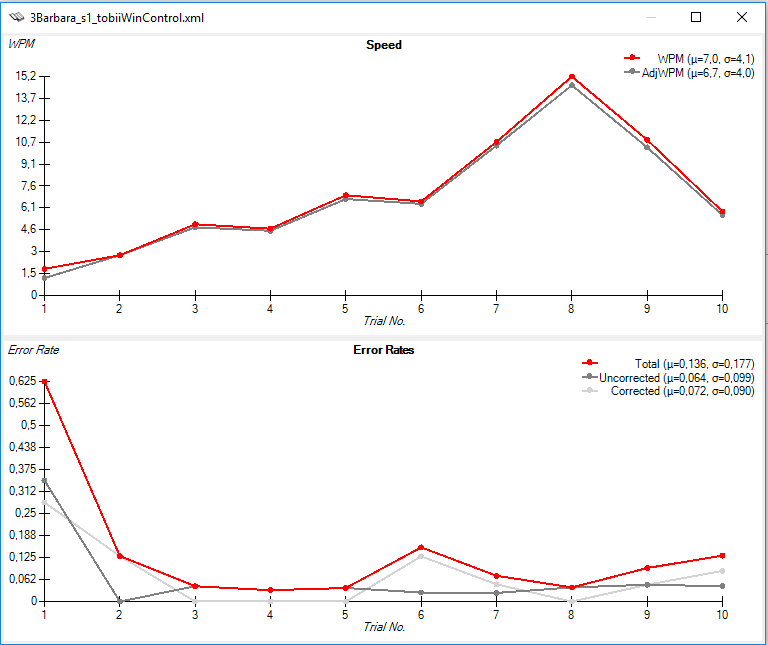 3Barbara_s1_tobiiWinControl.xml
WPM
Speed
WPM (μ=7,0, σ=4,1)
AdjWPM (μ=6,7, σ=4,0)
15,2
13,7
12,2
10,7
9,1
7,6
6,1
4,6
3
1,5
0
1 2 3 4 5 6 7 8 9 10
Trial No.
Error Rate
Error Rates
Total (μ=0,136, σ=0,177)
Uncorrected (μ=0,064, σ=0,099)
Corrected (μ=0,072, σ=0,090)
0,625
0,562
0,5
0,438
0,375
0,312
0,25
0,188
0,125
0,062
0
1 2 3 4 5 6 7 8 9 10
Trial No.